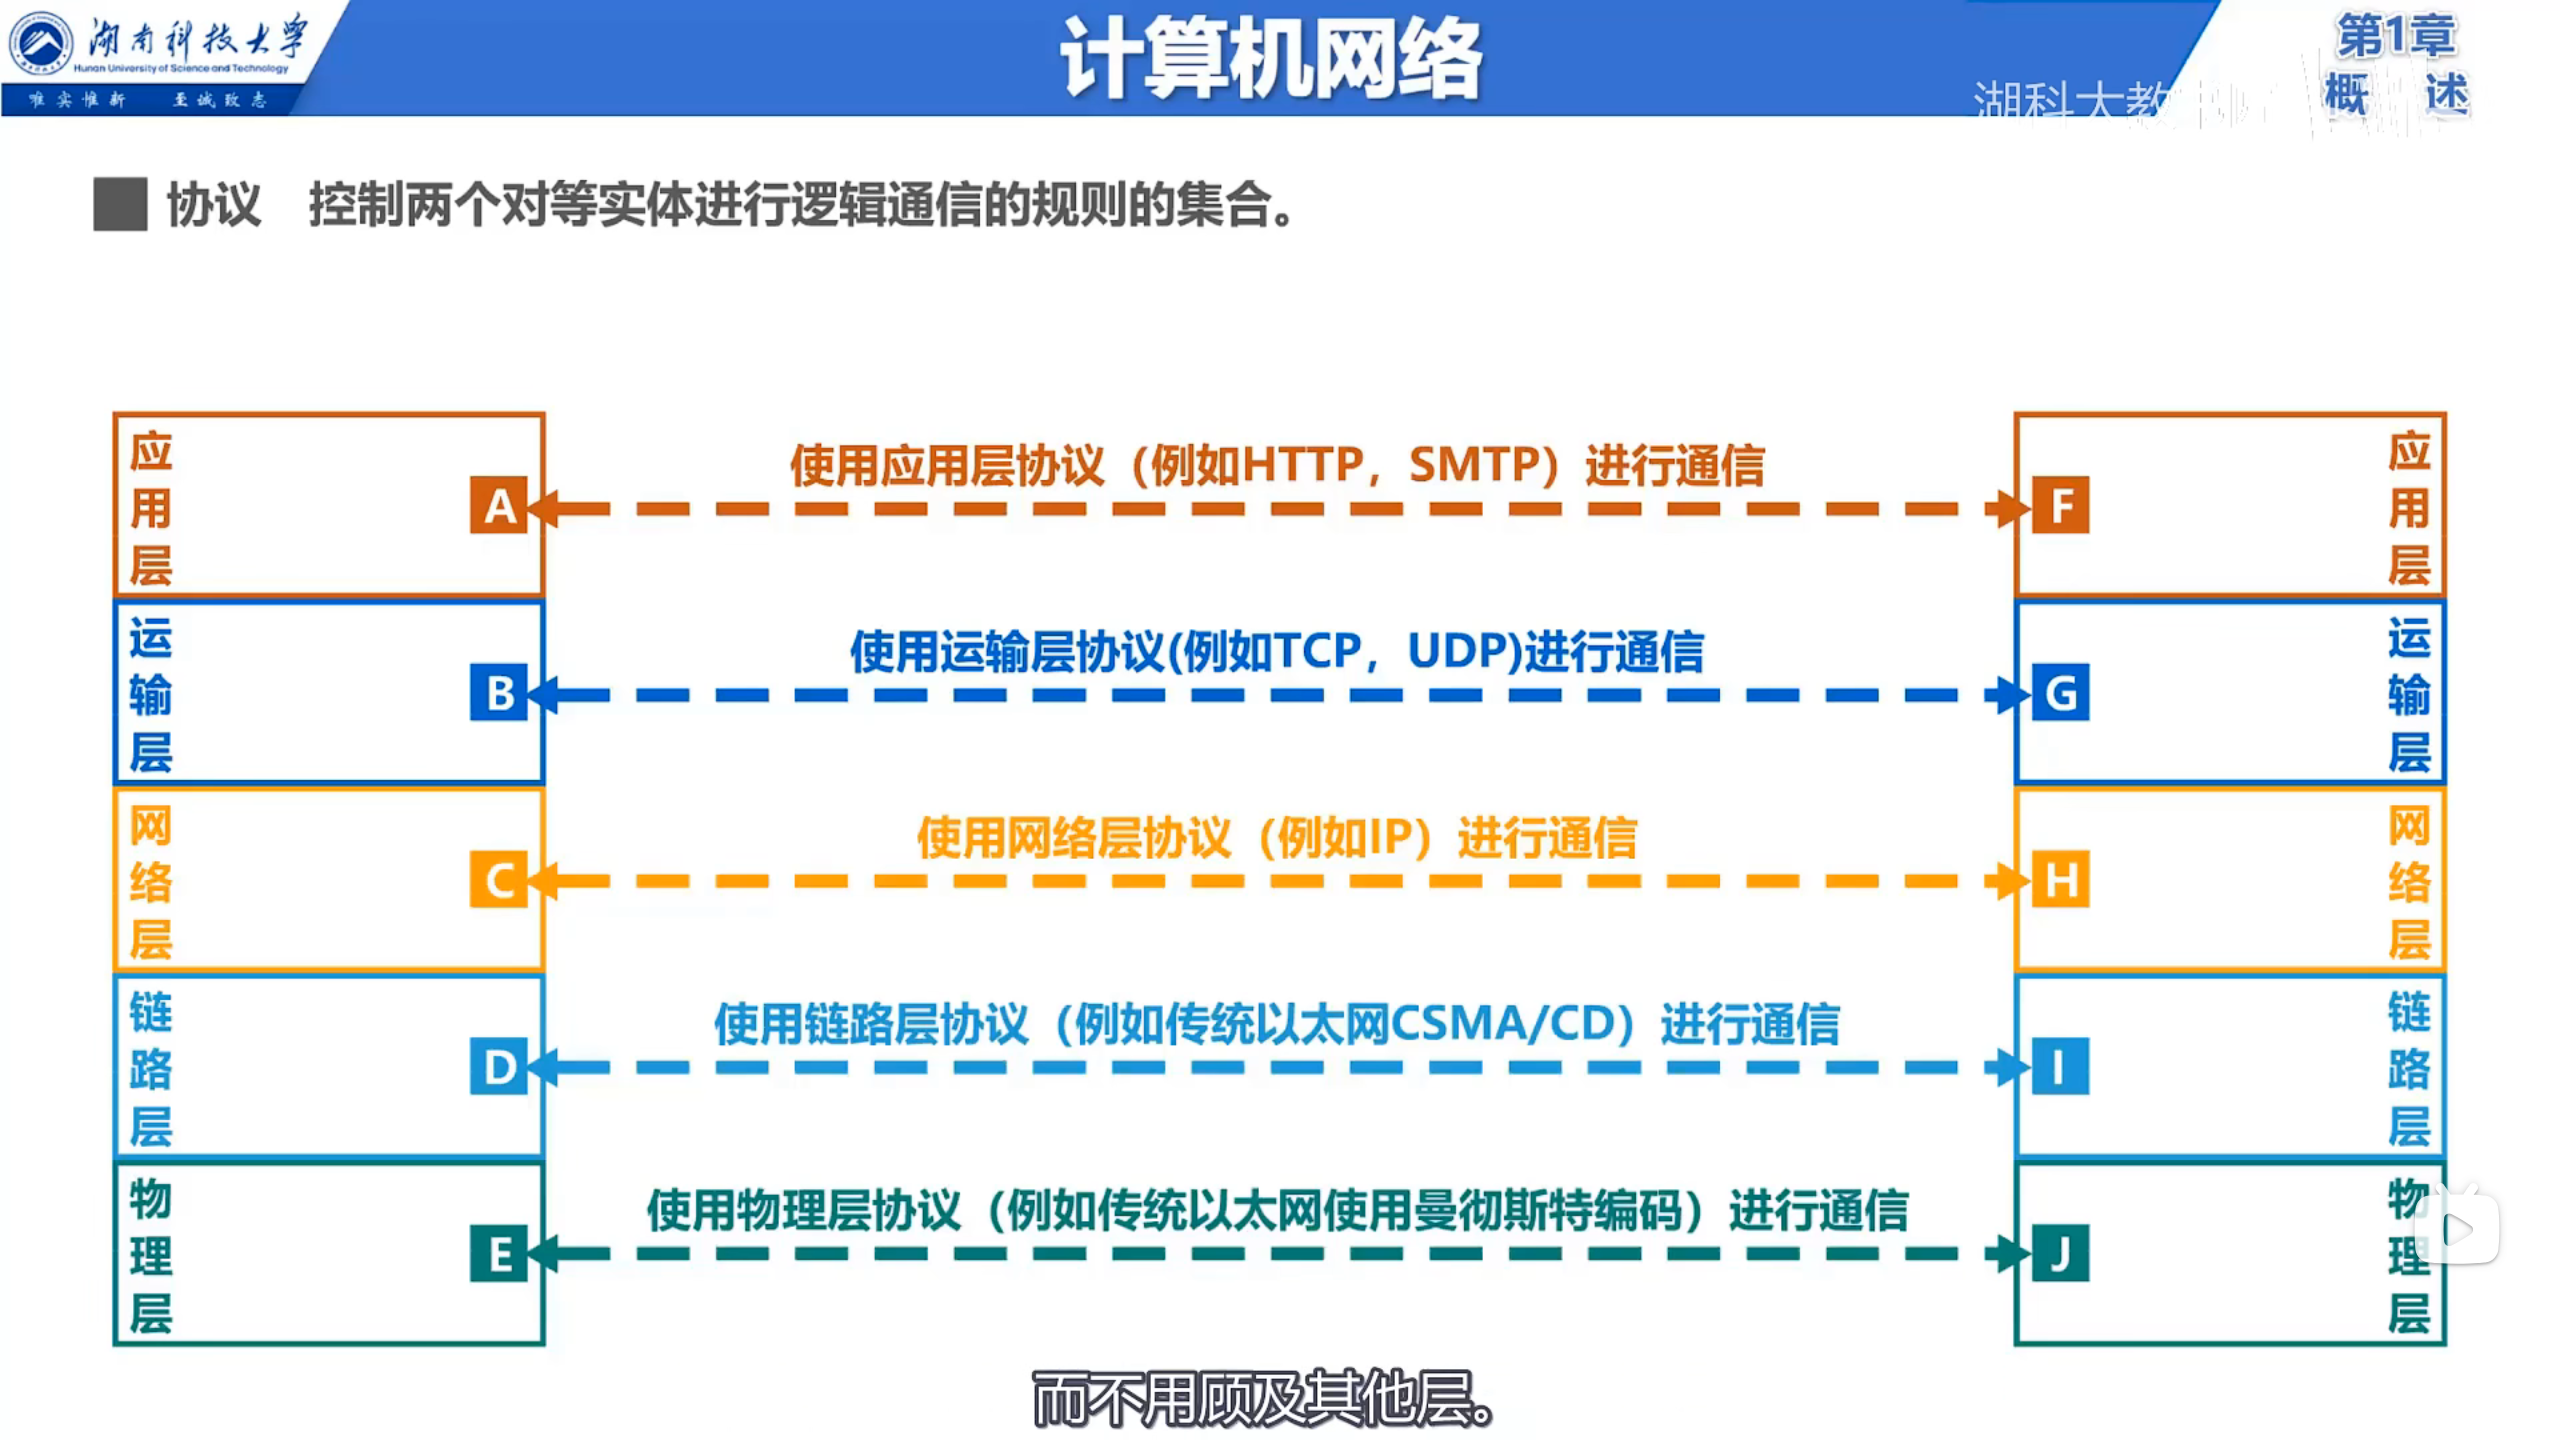 湖南科技大学
Hunan University of Science and Technology
唯实惟新 至诚致志
计算机网络
第1章
概 述
湖科大教
协议 控制两个对等实体进行逻辑通信的规则的集合。
应用层
A
使用应用层协议（例如HTTP，SMTP）进行通信
F
应用层
运输层
B
使用运输层协议(例如TCP，UDP)进行通信
G
运输层
网络层
C
使用网络层协议（例如IP）进行通信
H
网络层
链路层
D
使用链路层协议（例如传统以太网CSMA/CD）进行通信
I
链路层
物理层
E
使用物理层协议（例如传统以太网使用曼彻斯特编码）进行通信
J
物理层
而不用顾及其他层。